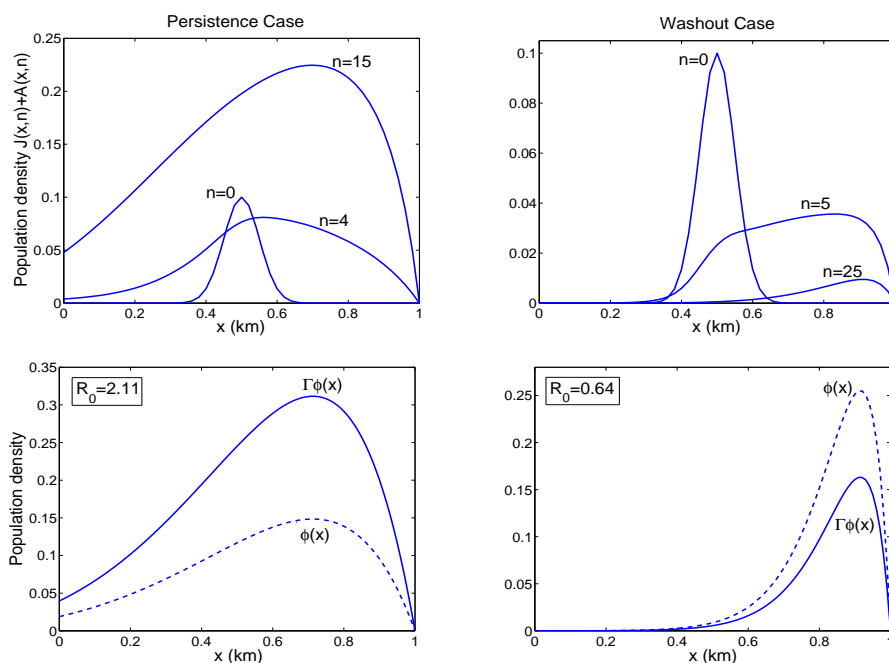 Persistence Case
Population density J(x,n)+A(x,n)
0.25
0.2
0.15
0.1
0.05
0
n=15
n=0
n=4
0 0.2 0.4 0.6 0.8 1
x (km)
Washout Case
0.1
0.08
0.06
0.04
0.02
0
n=0
n=5
n=25
0 0.2 0.4 0.6 0.8
x (km)
Population density
0.35
0.3
0.25
0.2
0.15
0.1
0.05
0
R_0=2.11
Γϕ(x)
ϕ(x)
0 0.2 0.4 0.6 0.8 1
x (km)
0.25
0.2
0.15
0.1
0.05
0
R_0=0.64
ϕ(x)
Γϕ(x)
0 0.2 0.4 0.6 0.8 1
x (km)